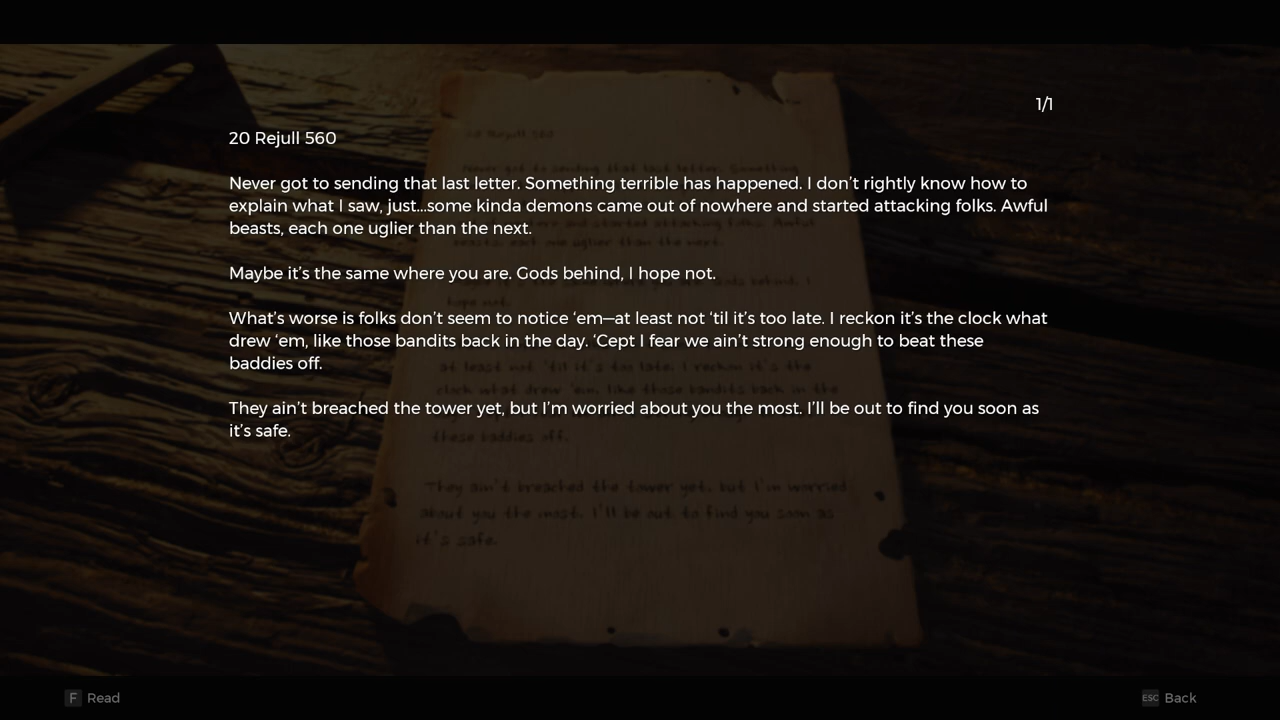 1/1
20 Rejull 560
Never got to sending that last letter. Something terrible has happened. I don’t rightly know how to
explain what I saw, just...some kinda demons came out of nowhere and started attacking folks. Awful
beasts, each one uglier than the next.
Maybe it’s the same where you are. Gods behind, I hope not.
What’s worse is folks don’t seem to notice ‘em—at least not ‘til it’s too late. I reckon it’s the clock what
drew ‘em, like those bandits back in the day. ‘Cept I fear we ain’t strong enough to beat these
baddies off.
They ain’t breached the tower yet, but I’m worried about you the most. I’ll be out to find you soon as
it’s safe.
F Read
ESC Back